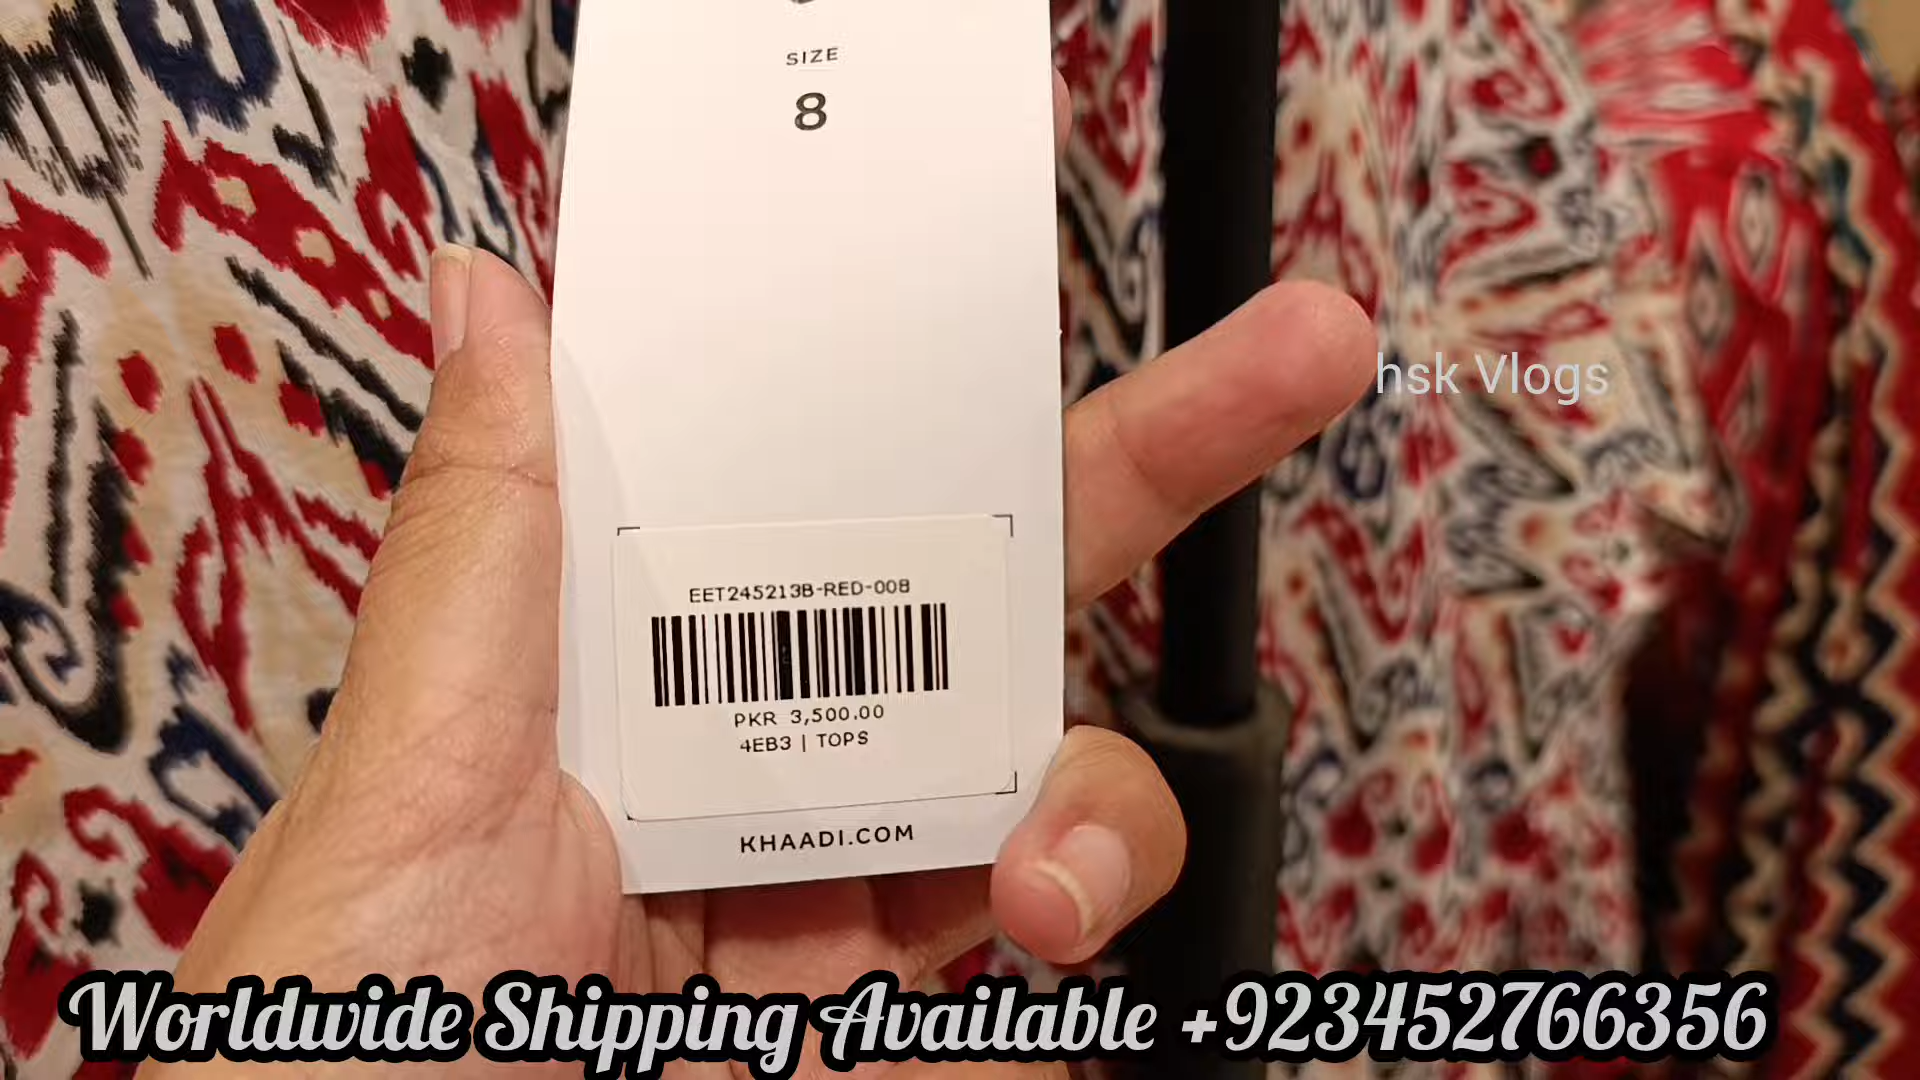 SIZE
8
hsk Vlogs
EET245213B-RED-008
PKR 3,500.00
4EB3 | TOPS
KHAADI.COM
Worldwide Shipping Available +923452766356